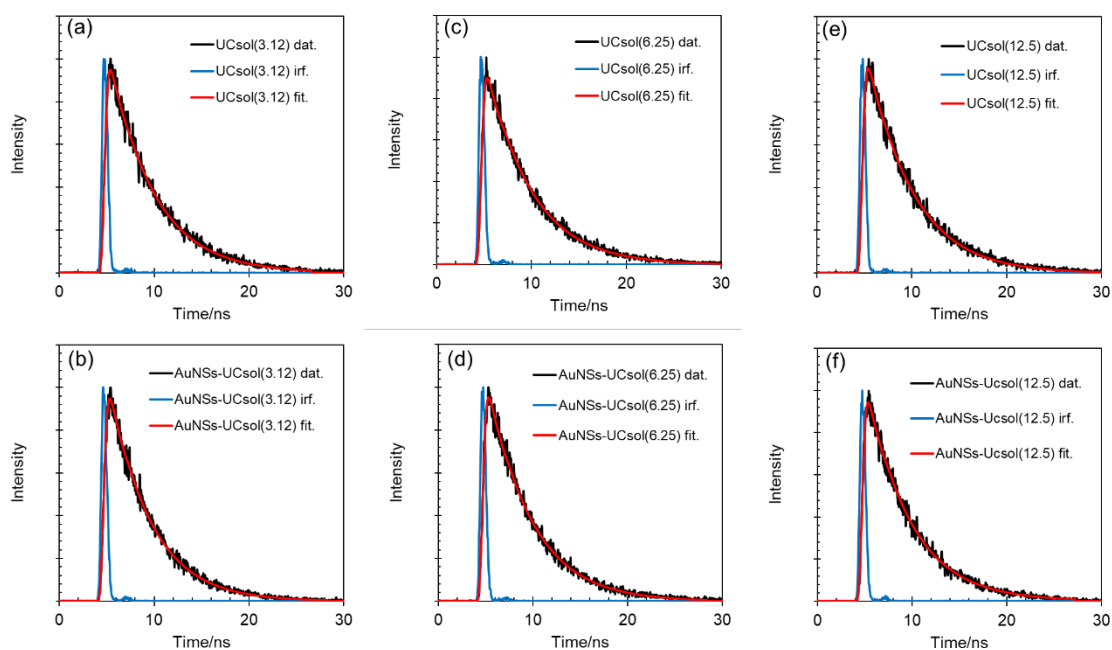 (a)
UCsol(3.12) dat.
UCsol(3.12) irf.
UCsol(3.12) fit.
Intensity
0 10 20 30
Time/ns
(c)
UCsol(6.25) dat.
UCsol(6.25) irf.
UCsol(6.25) fit.
Intensity
0 10 20 30
Time/ns
(e)
UCsol(12.5) dat.
UCsol(12.5) irf.
UCsol(12.5) fit.
Intensity
0 10 20 30
Time/ns
(b)
AuNSs-UCsol(3.12) dat.
AuNSs-UCsol(3.12) irf.
AuNSs-UCsol(3.12) fit.
Intensity
0 10 20 30
Time/ns
(d)
AuNSs-UCsol(6.25) dat.
AuNSs-UCsol(6.25) irf.
AuNSs-UCsol(6.25) fit.
Intensity
0 10 20 30
Time/ns
(f)
AuNSs-Ucsol(12.5) dat.
AuNSs-Ucsol(12.5) irf.
AuNSs-Ucsol(12.5) fit.
Intensity
0 10 20 30
Time/ns